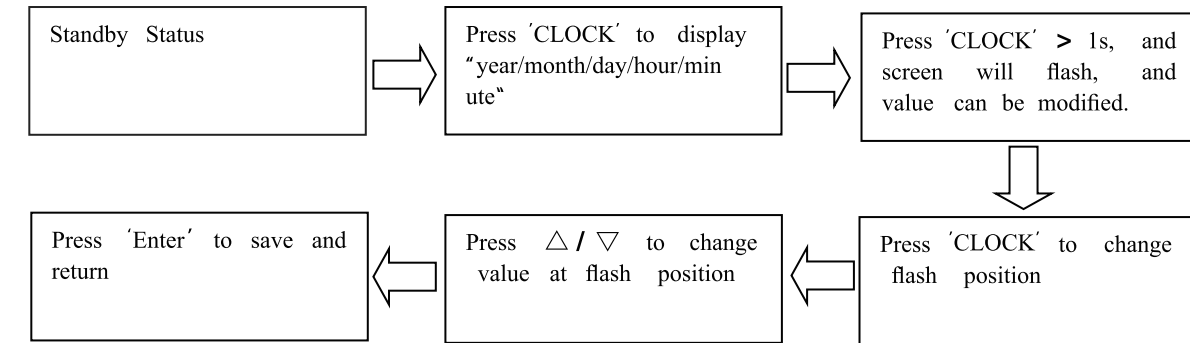 Standby Status
Press 'CLOCK' to display
"year/month/day/hour/min
ute"
Press 'CLOCK' > 1s, and
screen will flash, and
value can be modified.
Press 'CLOCK' to change
flash position
Press △ / ▽ to change
value at flash position
Press 'Enter' to save and
return